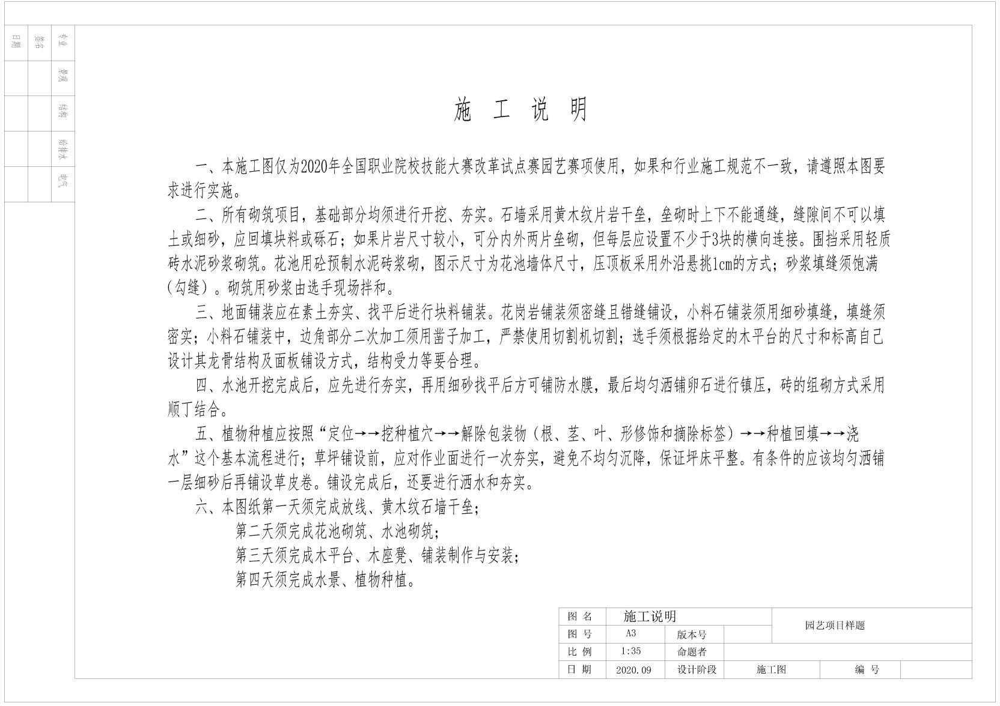 日期
签名
专业
景观
结构
给排水
电气
施 工 说 明
一、本施工图仅为2020年全国职业院校技能大赛改革试点赛园艺赛项使用，如果和行业施工规范不一致，请遵照本图要
求进行实施。
二、所有砌筑项目，基础部分均须进行开挖、夯实。石墙采用黄木纹片岩干垒，垒砌时上下不能通缝，缝隙间不可以填
土或细砂，应回填块料或砾石；如果片岩尺寸较小，可分内外两片垒砌，但每层应设置不少于3块的横向连接。围挡采用轻质
砖水泥砂浆砌筑。花池用砼预制水泥砖浆砌，图示尺寸为花池墙体尺寸，压顶板采用外沿悬挑1cm的方式；砂浆填缝须饱满
(勾缝）。砌筑用砂浆由选手现场拌和。
三、地面铺装应在素土夯实、找平后进行块料铺装。花岗岩铺装须密缝且错缝铺设，小料石铺装须用细砂填缝，填缝须
密实；小料石铺装中，边角部分二次加工须用凿子加工，严禁使用切割机切割；选手须根据给定的木平台的尺寸和标高自己
设计其龙骨结构及面板铺设方式，结构受力等要合理。
四、水池开挖完成后，应先进行夯实，再用细砂找平后方可铺防水膜，最后均匀洒铺卵石进行镇压，砖的组砌方式采用
顺丁结合。
五、植物种植应按照“定位→→挖种植穴→→解除包装物（根、茎、叶、形修饰和摘除标签）→→种植回填→→浇
水”这个基本流程进行；草坪铺设前，应对作业面进行一次夯实，避免不均匀沉降，保证坪床平整。有条件的应该均匀洒铺
一层细砂后再铺设草皮卷。铺设完成后，还要进行洒水和夯实。
六、本图纸第一天须完成放线、黄木纹石墙干垒；
第二天须完成花池砌筑、水池砌筑；
第三天须完成木平台、木座凳、铺装制作与安装；
第四天须完成水景、植物种植。
图 名 施工说明 园艺项目样题
图 号 A3 版本号
比 例 1:35 命题者
日 期 2020.09 设计阶段 施工图 编 号